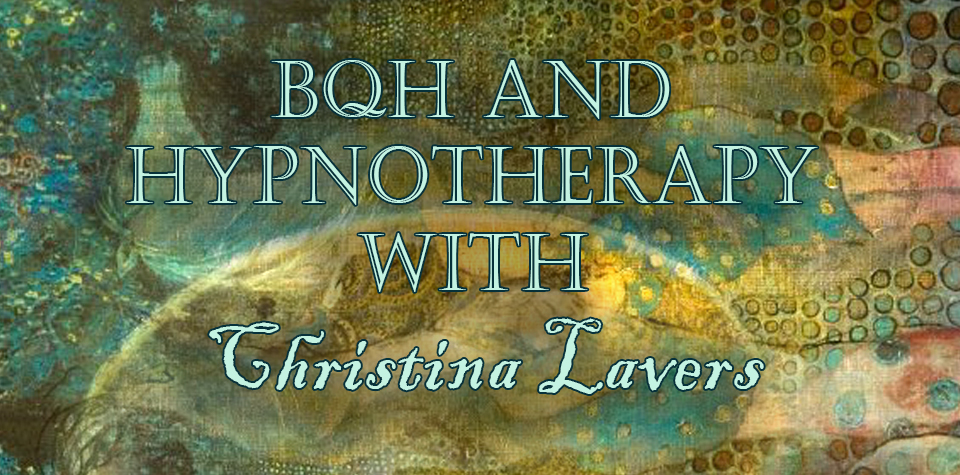 BQH AND
HYPNOTHERAPY
WITH
Christina Lavers